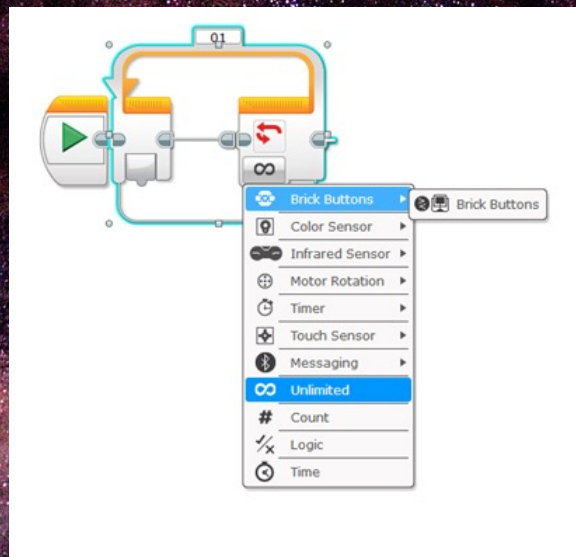 01
Brick Buttons
Brick Buttons
Color Sensor
Infrared Sensor
Motor Rotation
Timer
Touch Sensor
Messaging
Unlimited
# Count
Logic
Time